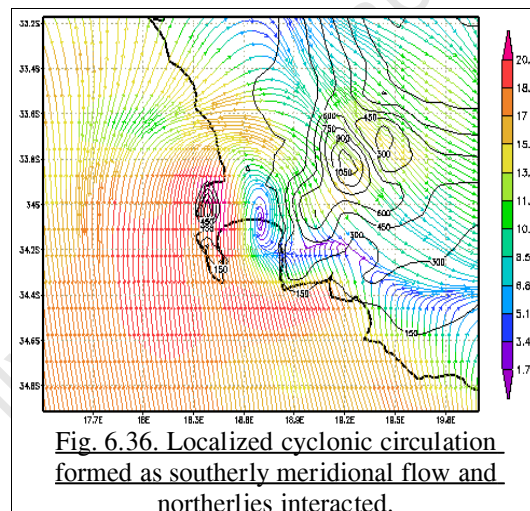 33.2S
33.4S
33.6S
33.8S
34S
34.2S
34.4S
34.6S
34.8S
17.7E 18E 18.3E 18.6E 18.9E 19.2E 19.5E 19.8E
600 450
750
900
1050
600
450
300
300
150
150
150
20.
18.
17
15.
13.
11.
10.
8.5
6.8
5.1
3.4
1.7
Fig. 6.36. Localized cyclonic circulation
formed as southerly meridional flow and
northerlies interacted.